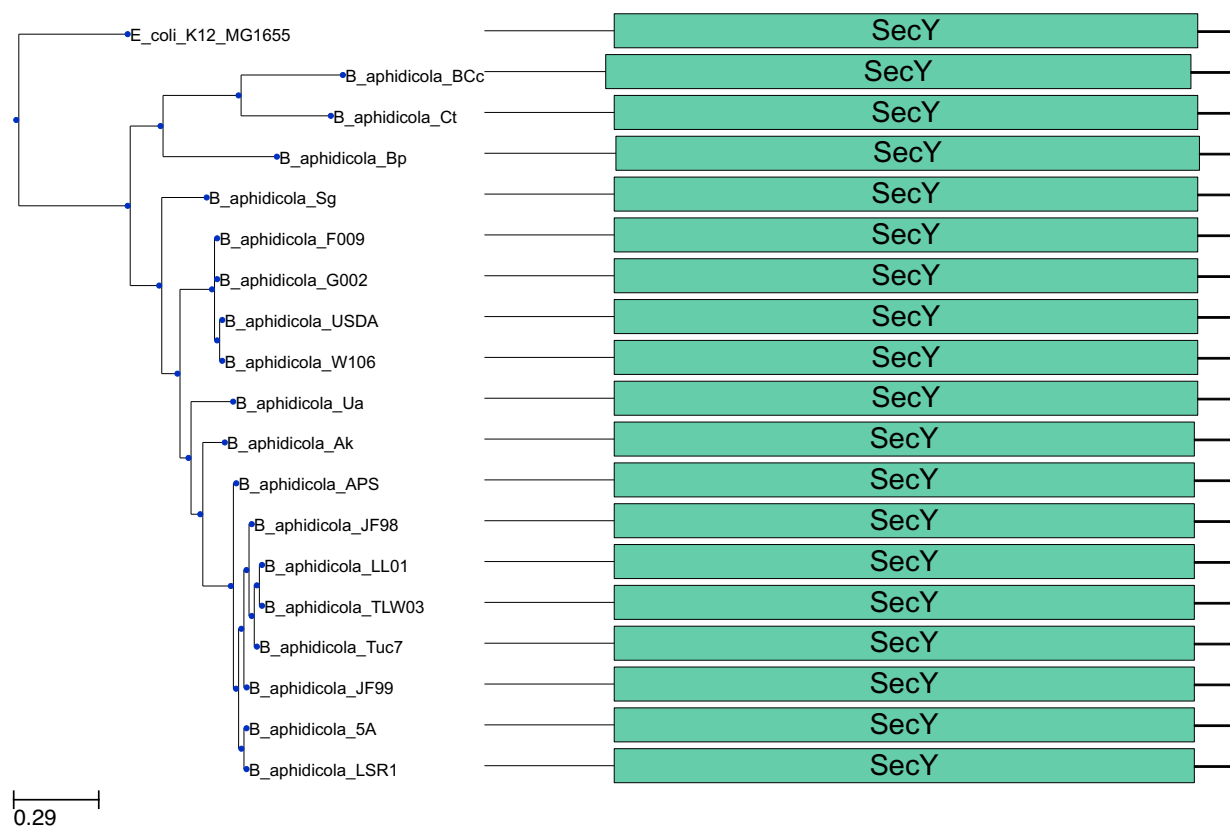 E_coli_K12_MG1655 SecY
B_aphidicola_BCc SecY
B_aphidicola_Ct SecY
B_aphidicola_Bp SecY
B_aphidicola_Sg SecY
B_aphidicola_F009 SecY
B_aphidicola_G002 SecY
B_aphidicola_USDA SecY
B_aphidicola_W106 SecY
B_aphidicola_Ua SecY
B_aphidicola_Ak SecY
B_aphidicola_APS SecY
B_aphidicola_JF98 SecY
B_aphidicola_LL01 SecY
B_aphidicola_TLW03 SecY
B_aphidicola_Tuc7 SecY
B_aphidicola_JF99 SecY
B_aphidicola_5A SecY
B_aphidicola_LSR1 SecY
0.29